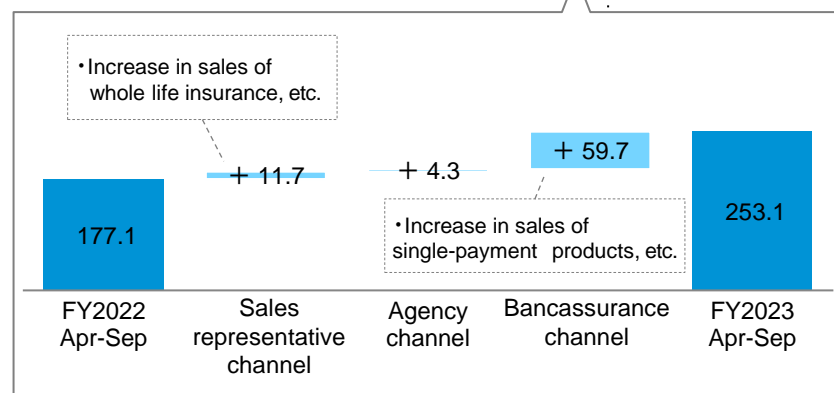 ・Increase in sales of
whole life insurance, etc.
+ 11.7
+ 4.3
+ 59.7
177.1
253.1
・Increase in sales of
single-payment products, etc.
FY2022
Apr-Sep
Sales
representative
channel
Agency
channel
Bancassurance
channel
FY2023
Apr-Sep